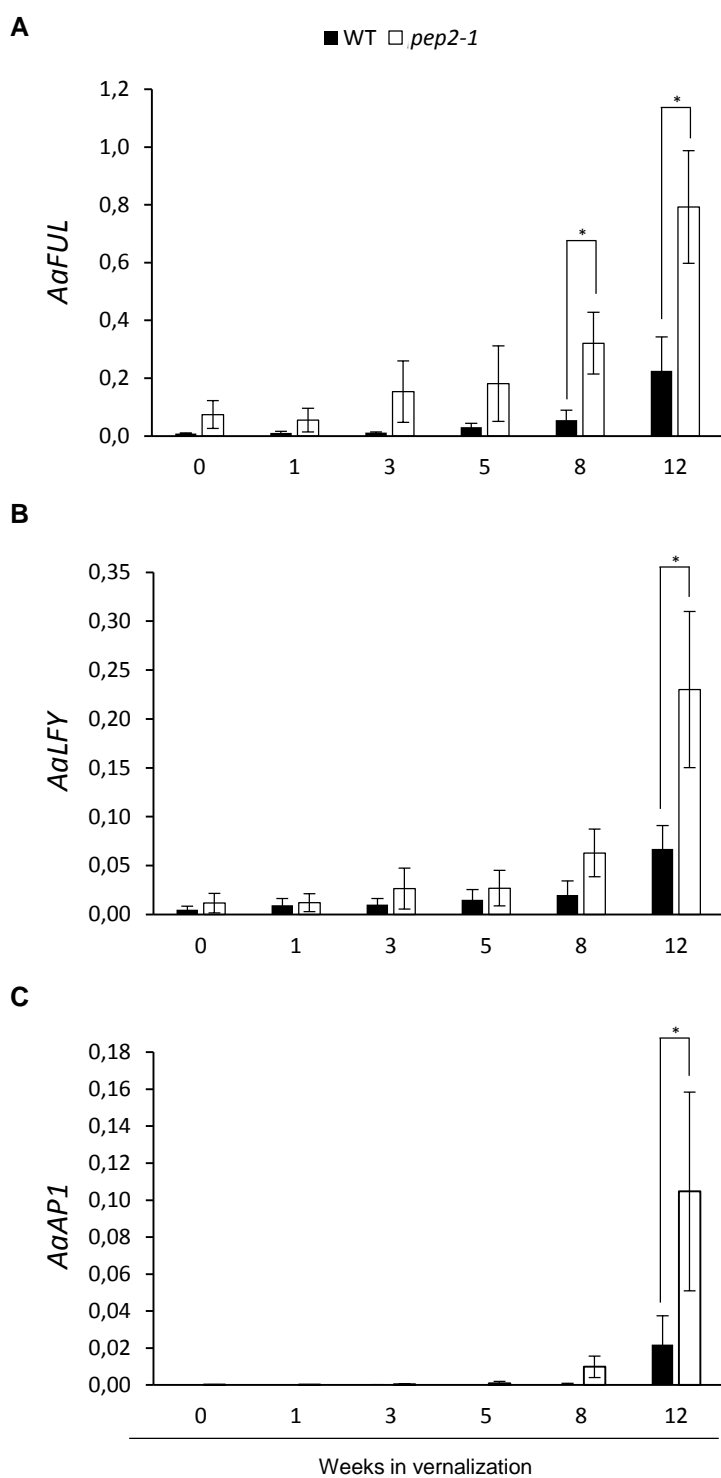 A
WT pep2-1
1,2
1,0
0,8
0,6
0,4
0,2
0,0
AaFUL
* *
0 1 3 5 8 12
B
0,35
0,30
0,25
0,20
0,15
0,10
0,05
0,00
AaLFY
*
0 1 3 5 8 12
C
0,18
0,16
0,14
0,12
0,10
0,08
0,06
0,04
0,02
0,00
AaAP1
*
0 1 3 5 8 12
Weeks in vernalization